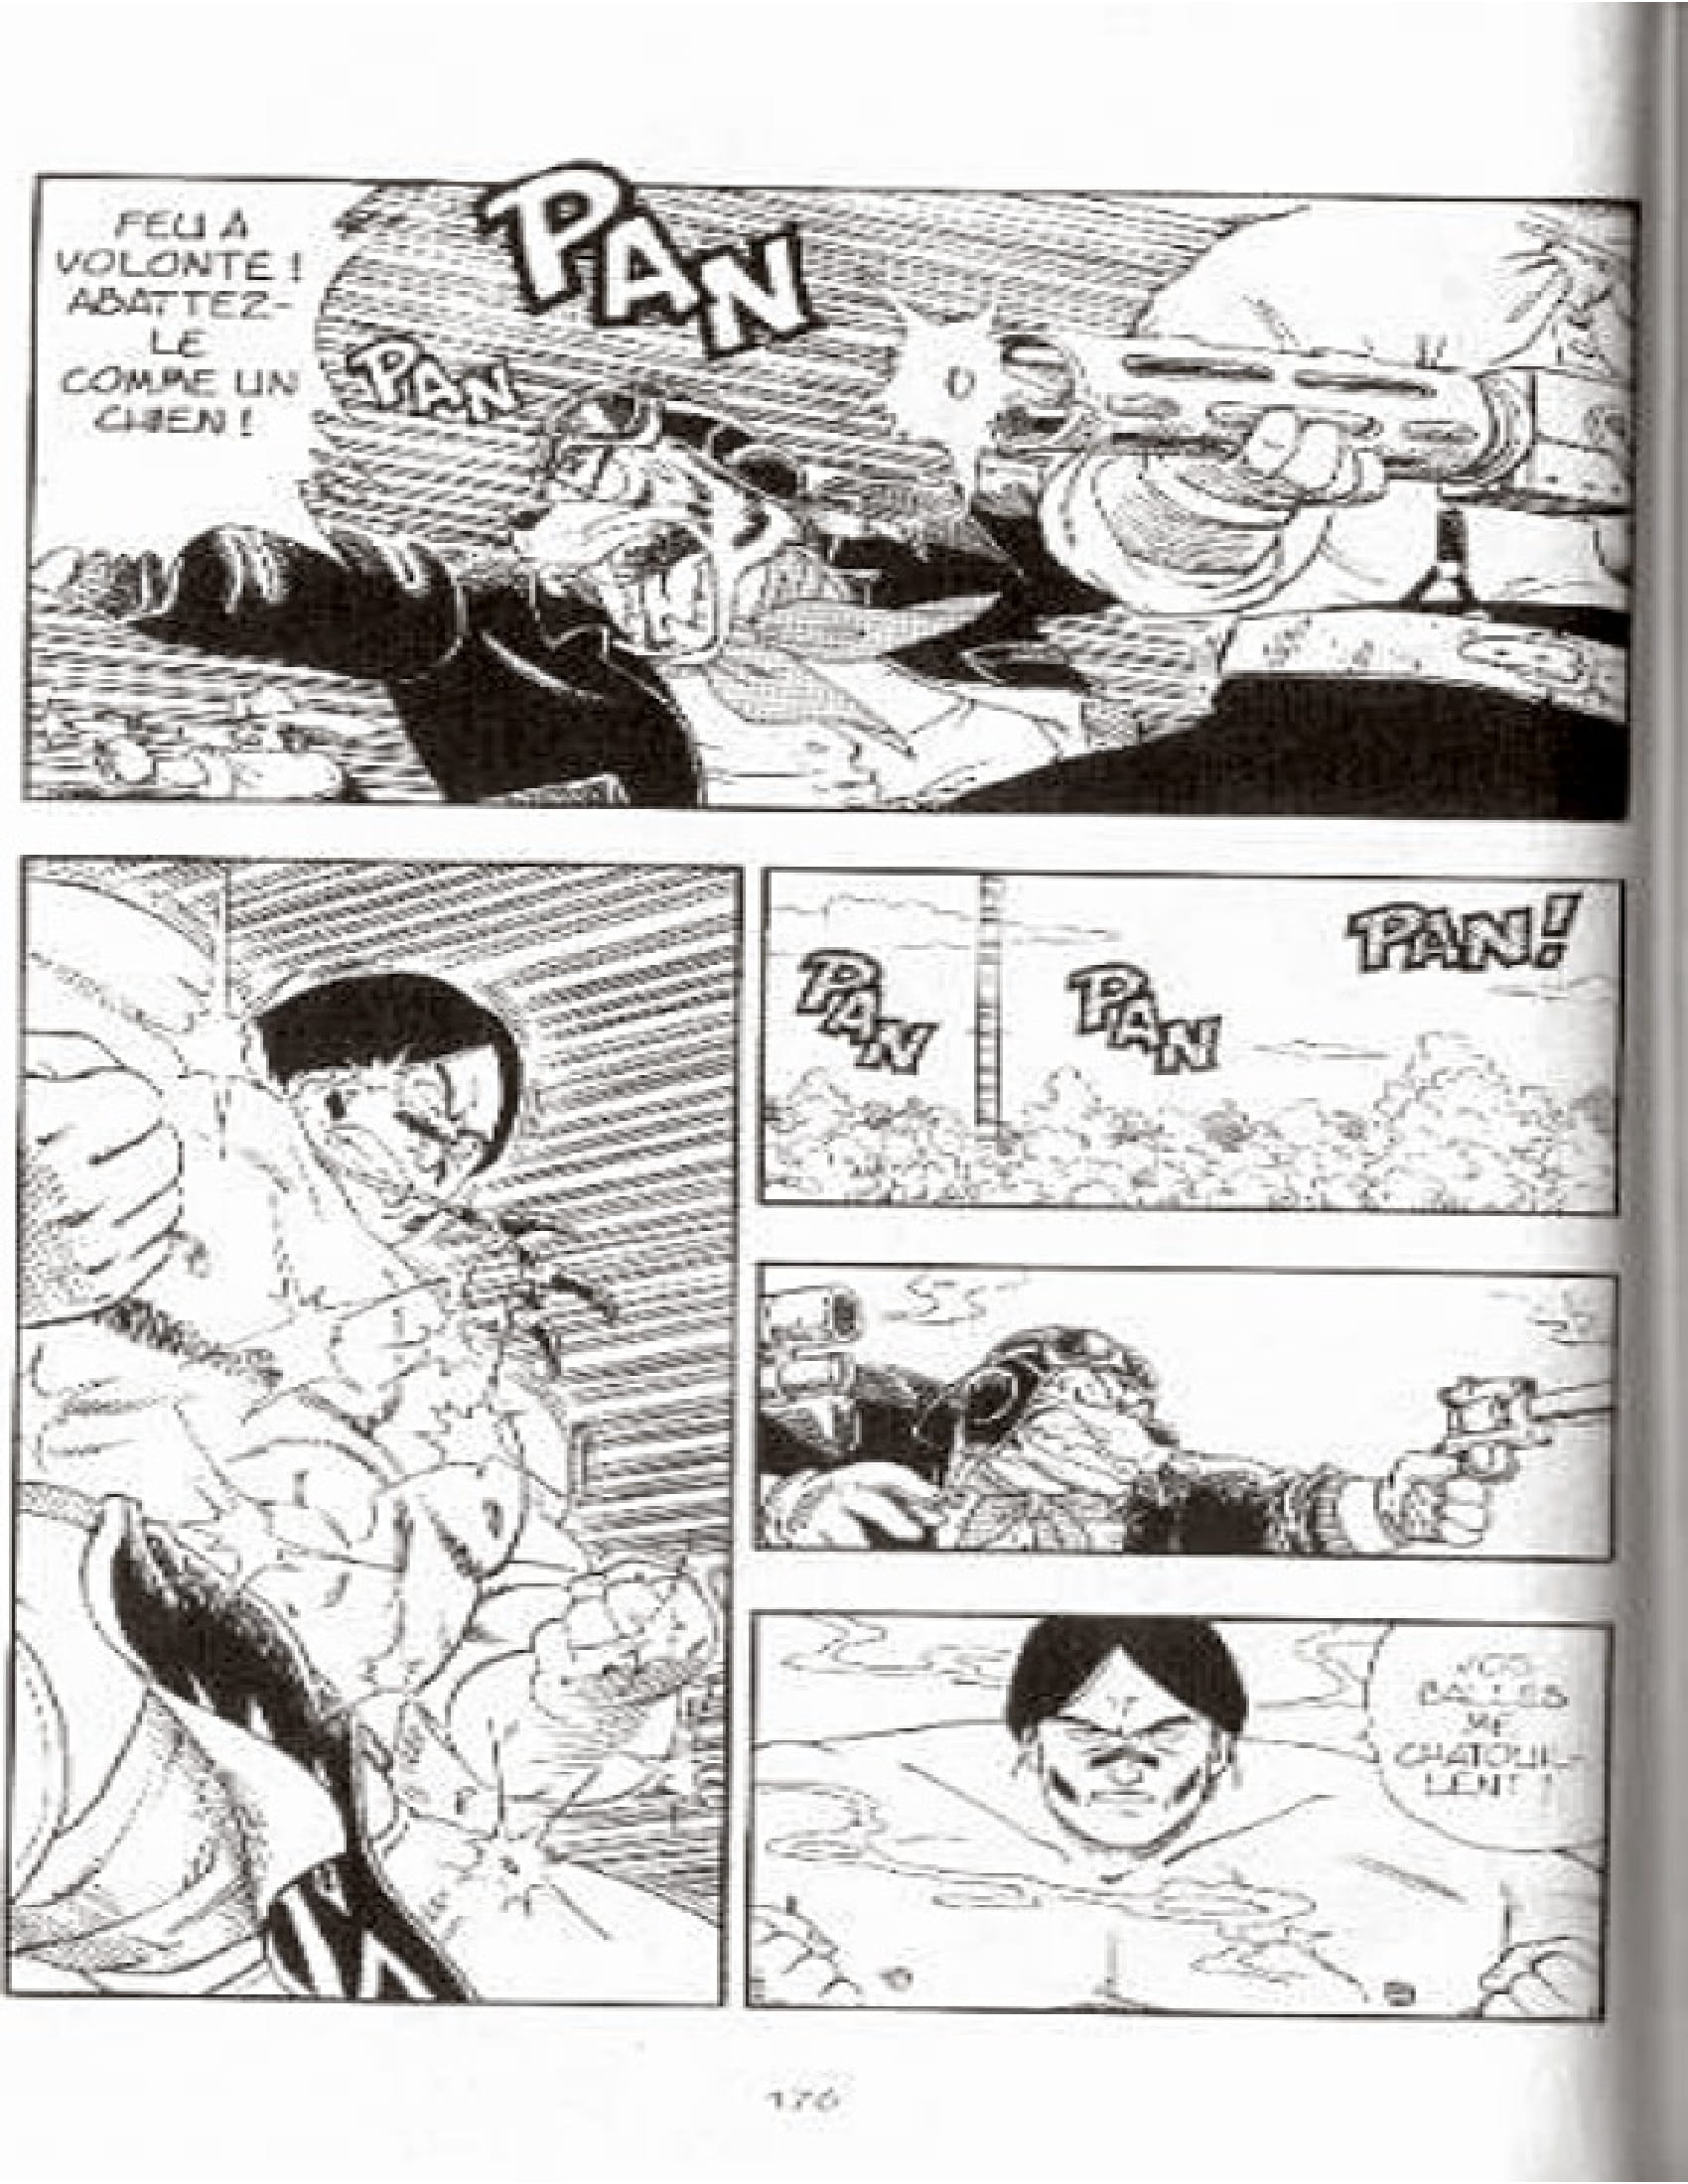 FEU A
VOLONTE !
ABATTEZ-
LE
COMME UN
CHIEN !
PAN
PAN
PAN
PAN
PAN!
VOS
BALLES
ME
CHATOUIL-
LENT !
176